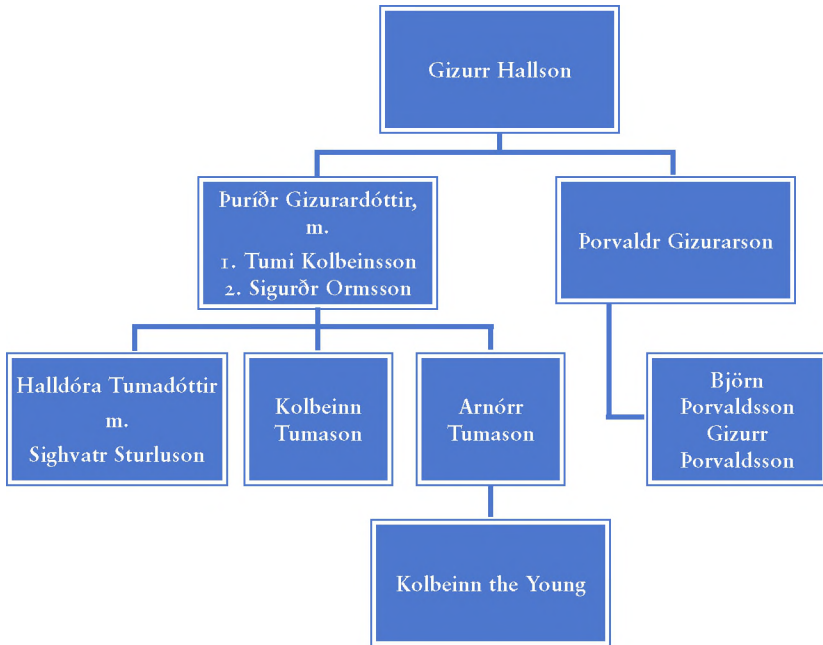 Gizurr Hallson
Þuríðr Gizurardóttir,
m.
1. Tumi Kolbeinsson
2. Sigurðr Ormsson
Þorvaldr Gizurarson
Halldóra Tumadóttir
m.
Sighvatr Sturluson
Kolbeinn
Tumason
Arnórr
Tumason
Björn
Þorvaldsson
Gizurr
Þorvaldsson
Kolbeinn the Young